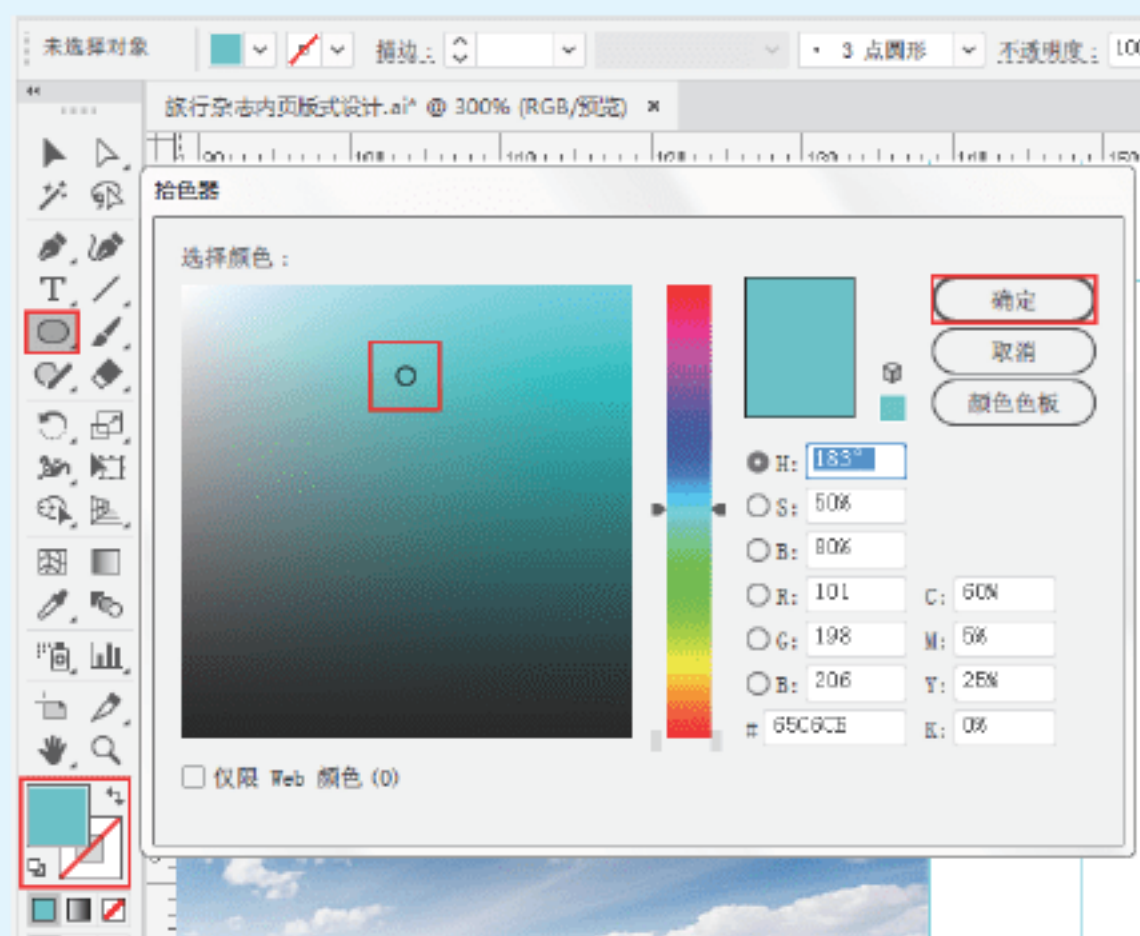 未选择对象
描边：
3 点圆形
不透明度：
100
旅行杂志内页版式设计.ai* @ 300% (RGB/预览) ×
拾色器
选择颜色：
确定
取消
颜色色板
H: 183°
S: 50%
B: 80%
R: 101
C: 60%
G: 198
M: 5%
B: 206
Y: 25%
# 65C6CE
K: 0%
仅限 Web 颜色 (O)